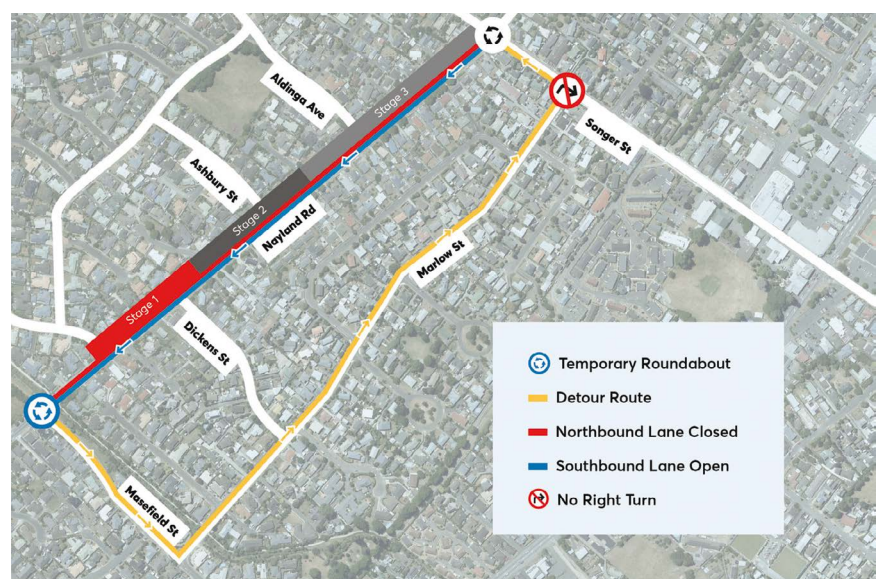 Aldinga Ave
Stage 3
Songer St
Ashbury St
Stage 2
Nayland Rd
Marlow St
Stage 1
Dickens St
Masefield St
Temporary Roundabout
Detour Route
Northbound Lane Closed
Southbound Lane Open
No Right Turn